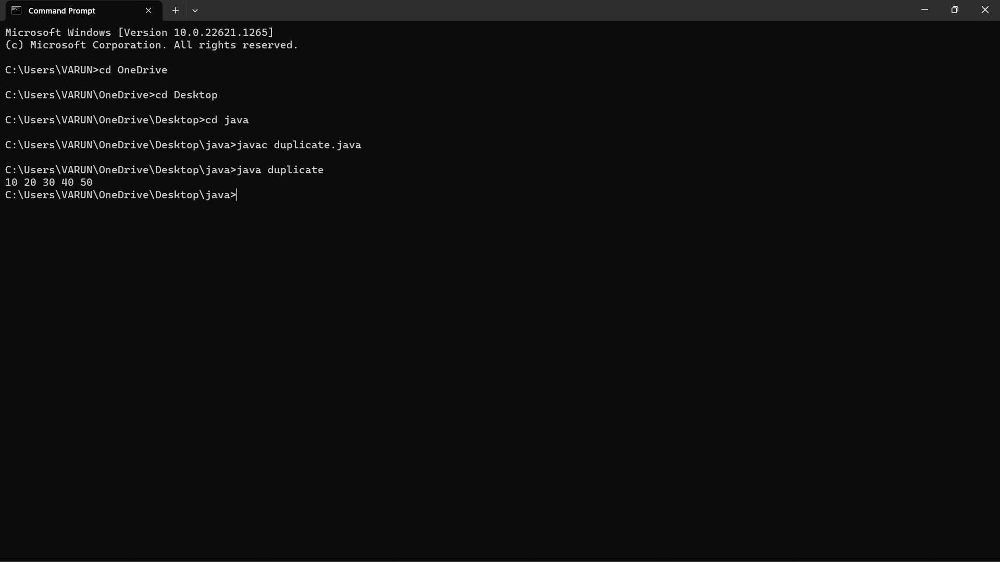 Command Prompt
Microsoft Windows [Version 10.0.22621.1265]
(c) Microsoft Corporation. All rights reserved.
C:\Users\VARUN>cd OneDrive
C:\Users\VARUN\OneDrive>cd Desktop
C:\Users\VARUN\OneDrive\Desktop>cd java
C:\Users\VARUN\OneDrive\Desktop\java>javac duplicate.java
C:\Users\VARUN\OneDrive\Desktop\java>java duplicate
10 20 30 40 50
C:\Users\VARUN\OneDrive\Desktop\java>